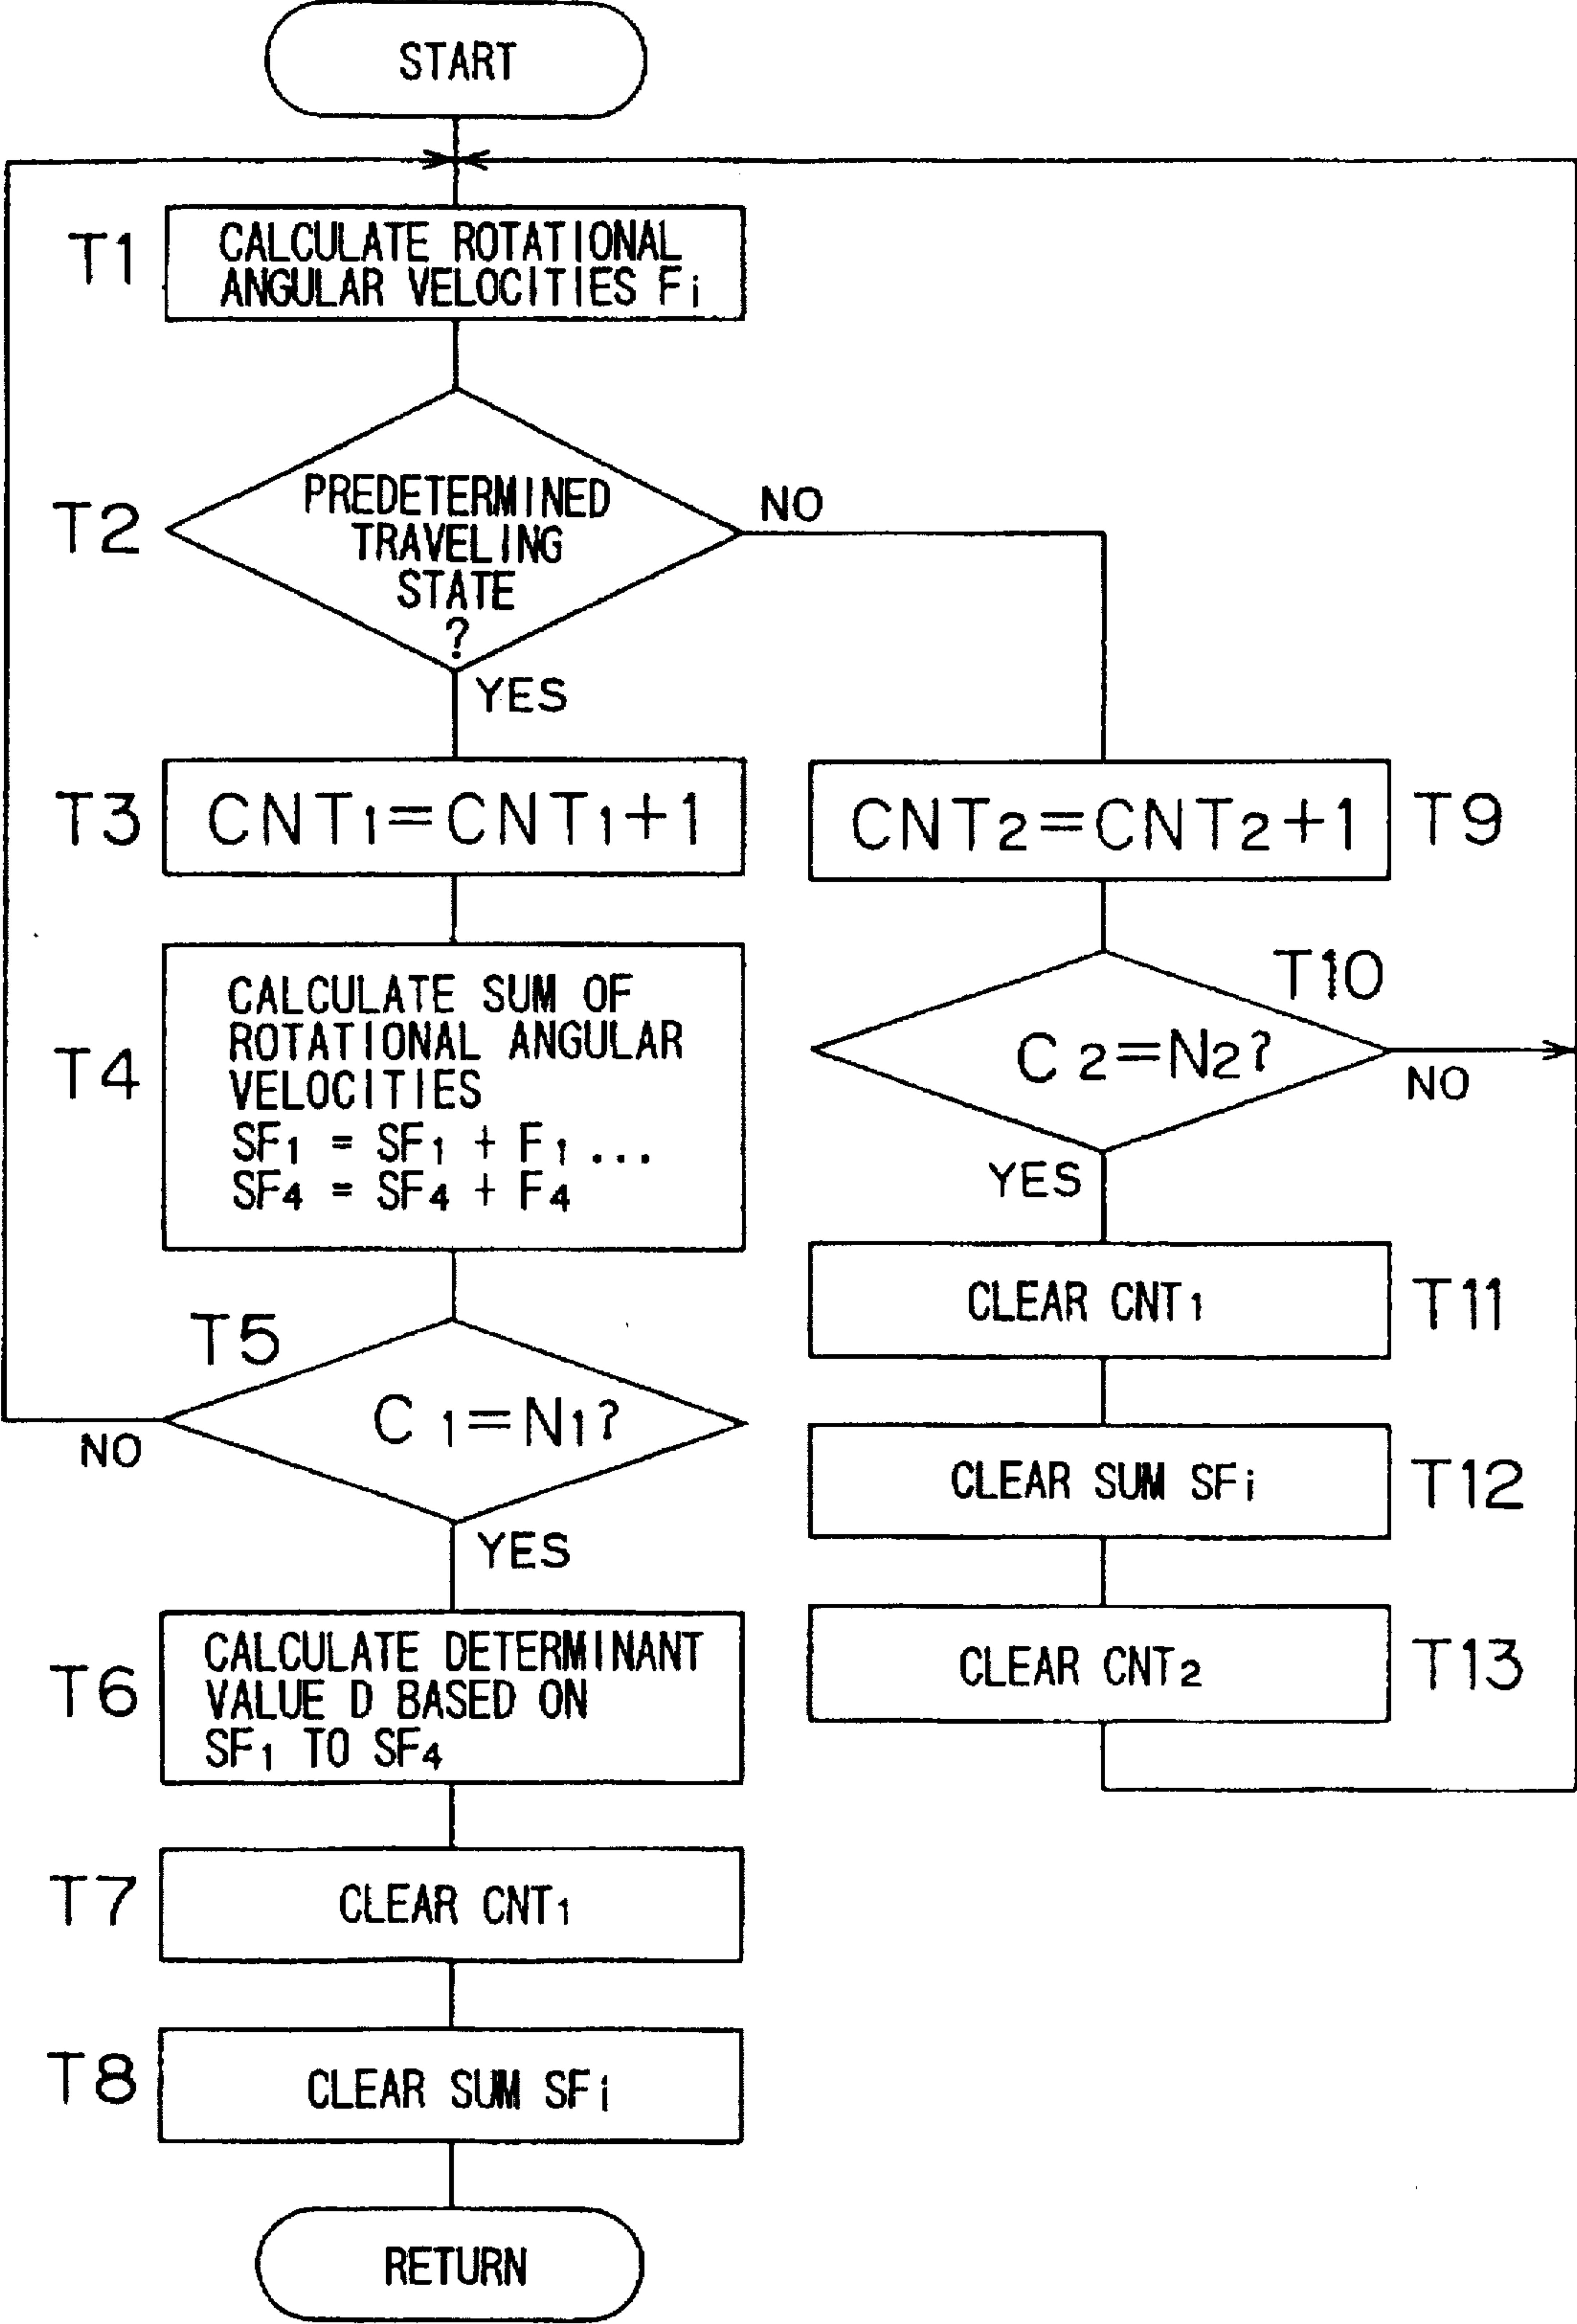 START
T1
CALCULATE ROTATIONAL
ANGULAR VELOCITIES Fi
T2
PREDETERMINED
TRAVELING
STATE
?
NO
YES
T3
CNT1=CNT1+1
T4
CALCULATE SUM OF
ROTATIONAL ANGULAR
VELOCITIES
SF1 = SF1 + F1 ...
SF4 = SF4 + F4
T5
C1=N1?
NO
YES
T6
CALCULATE DETERMINANT
VALUE D BASED ON
SF1 TO SF4
T7
CLEAR CNT1
T8
CLEAR SUM SFi
RETURN
CNT2=CNT2+1
T9
T10
C2=N2?
NO
YES
CLEAR CNT1
T11
CLEAR SUM SFi
T12
CLEAR CNT2
T13